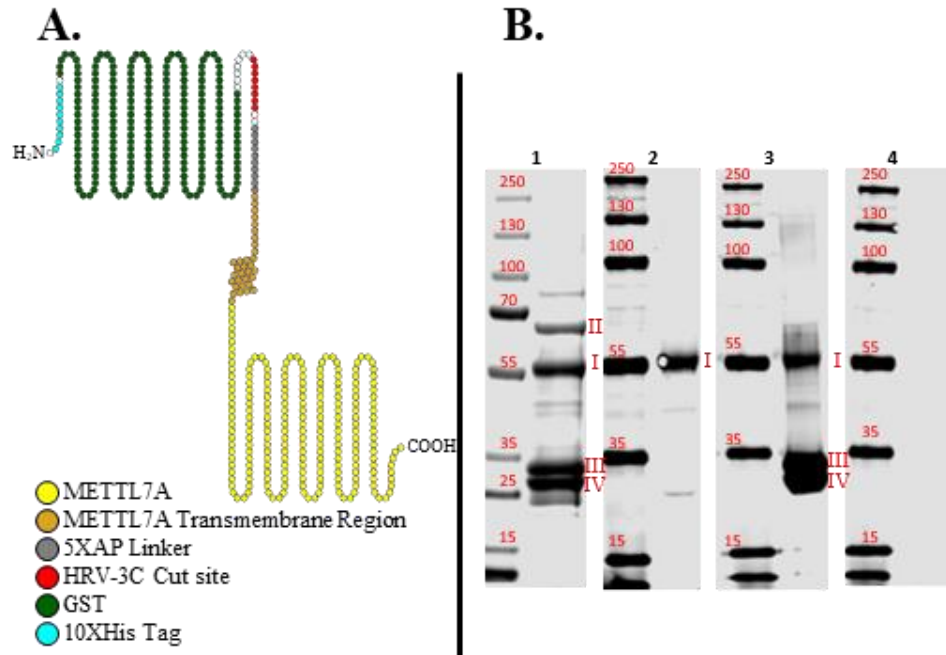 A.
H₂N
COOH
METTL7A
METTL7A Transmembrane Region
5XAP Linker
HRV-3C Cut site
GST
10XHis Tag
B.
1 2 3 4
250 250 250 250
130 130 130 130
100 100 100 100
70
II
55 I 55 I 55 I 55
35 35 35 35
III III
25 IV IV
15 15 15 15